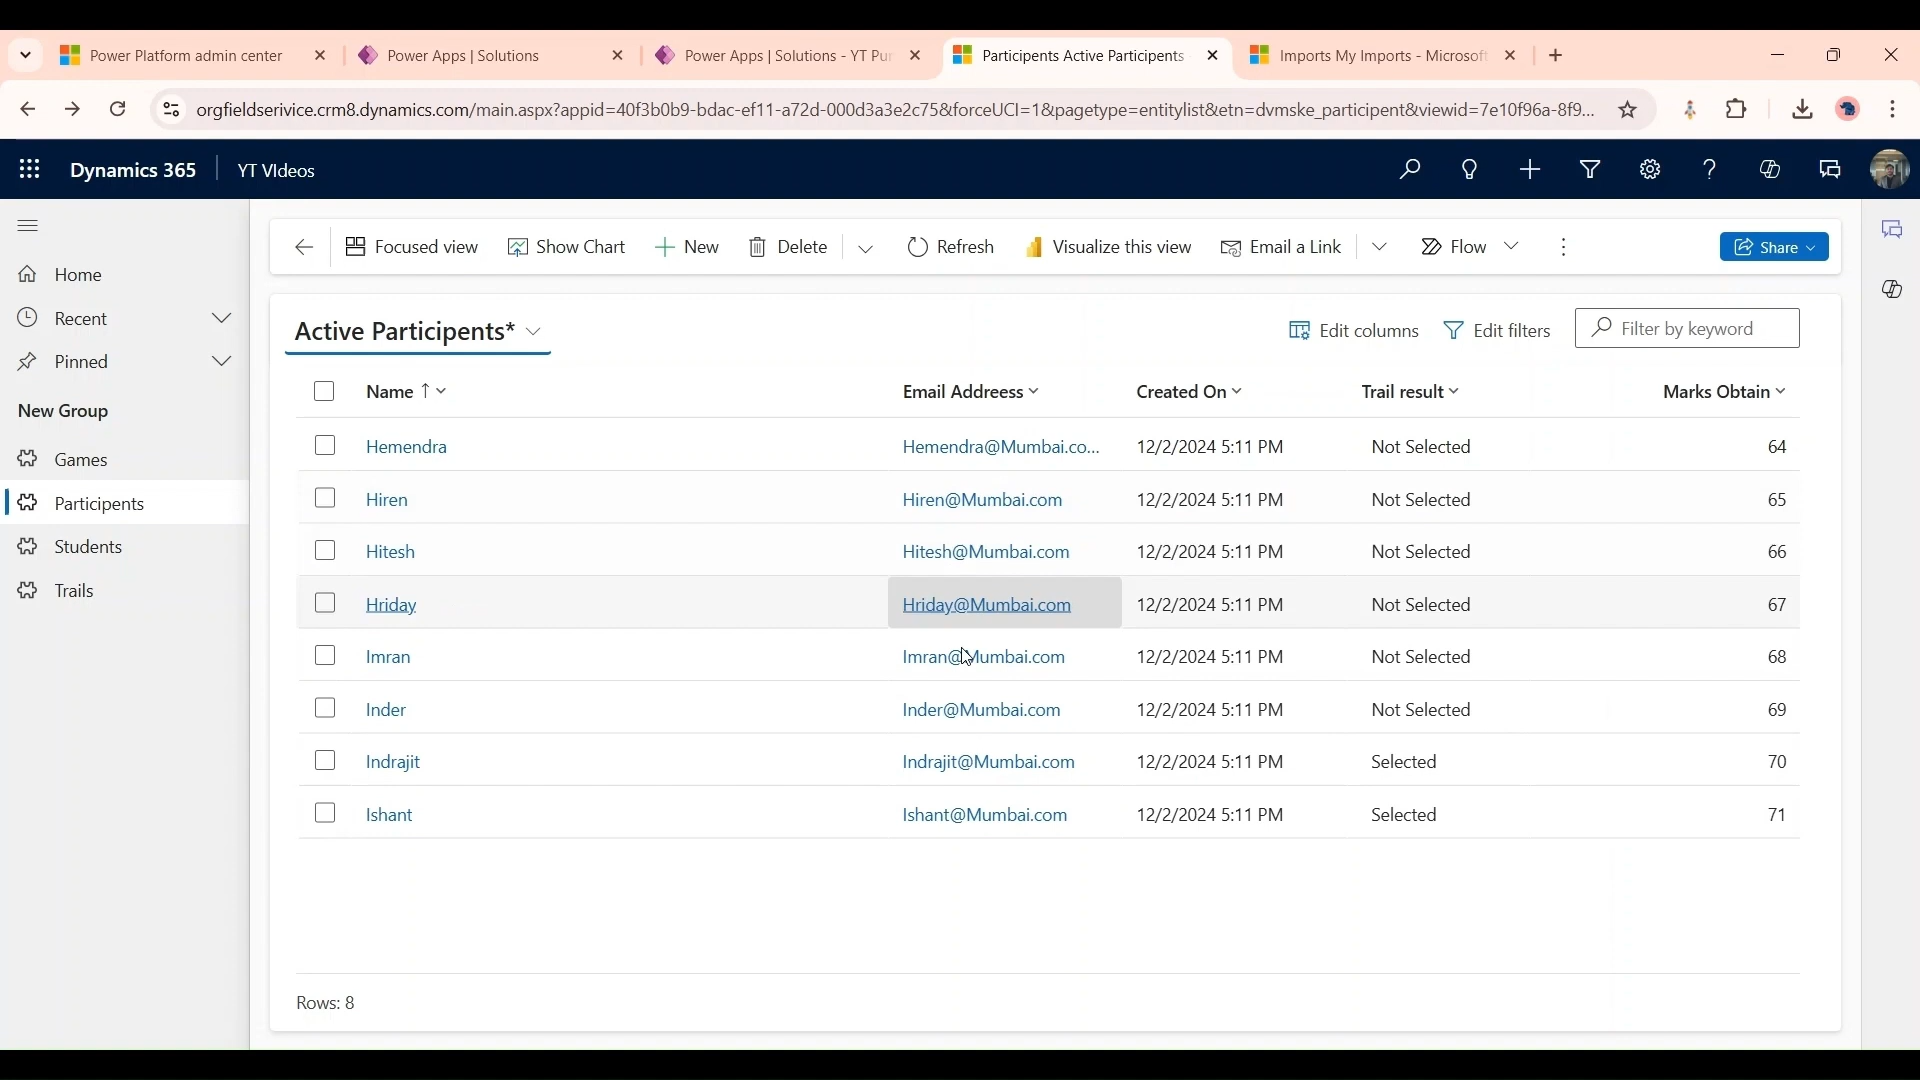 Power Platform admin center
Power Apps | Solutions
Power Apps | Solutions - YT Pur
Participents Active Participents
Imports My Imports - Microsoft
orgfieldserivice.crm8.dynamics.com/main.aspx?appid=40f3b0b9-bdac-ef11-a72d-000d3a3e2c75&forceUCI=1&pagetype=entitylist&etn=dvmske_participent&viewid=7e10f96a-8f9...
Dynamics 365
YT VIdeos
Focused view
Show Chart
New
Delete
Refresh
Visualize this view
Email a Link
Flow
Share
Home
Recent
Pinned
New Group
Games
Participents
Students
Trails
Active Participents*
Edit columns
Edit filters
Filter by keyword
Name Email Addreess Created On Trail result Marks Obtain
Hemendra Hemendra@Mumbai.co... 12/2/2024 5:11 PM Not Selected 64
Hiren Hiren@Mumbai.com 12/2/2024 5:11 PM Not Selected 65
Hitesh Hitesh@Mumbai.com 12/2/2024 5:11 PM Not Selected 66
Hriday Hriday@Mumbai.com 12/2/2024 5:11 PM Not Selected 67
Imran Imran@Mumbai.com 12/2/2024 5:11 PM Not Selected 68
Inder Inder@Mumbai.com 12/2/2024 5:11 PM Not Selected 69
Indrajit Indrajit@Mumbai.com 12/2/2024 5:11 PM Selected 70
Ishant Ishant@Mumbai.com 12/2/2024 5:11 PM Selected 71
Rows: 8